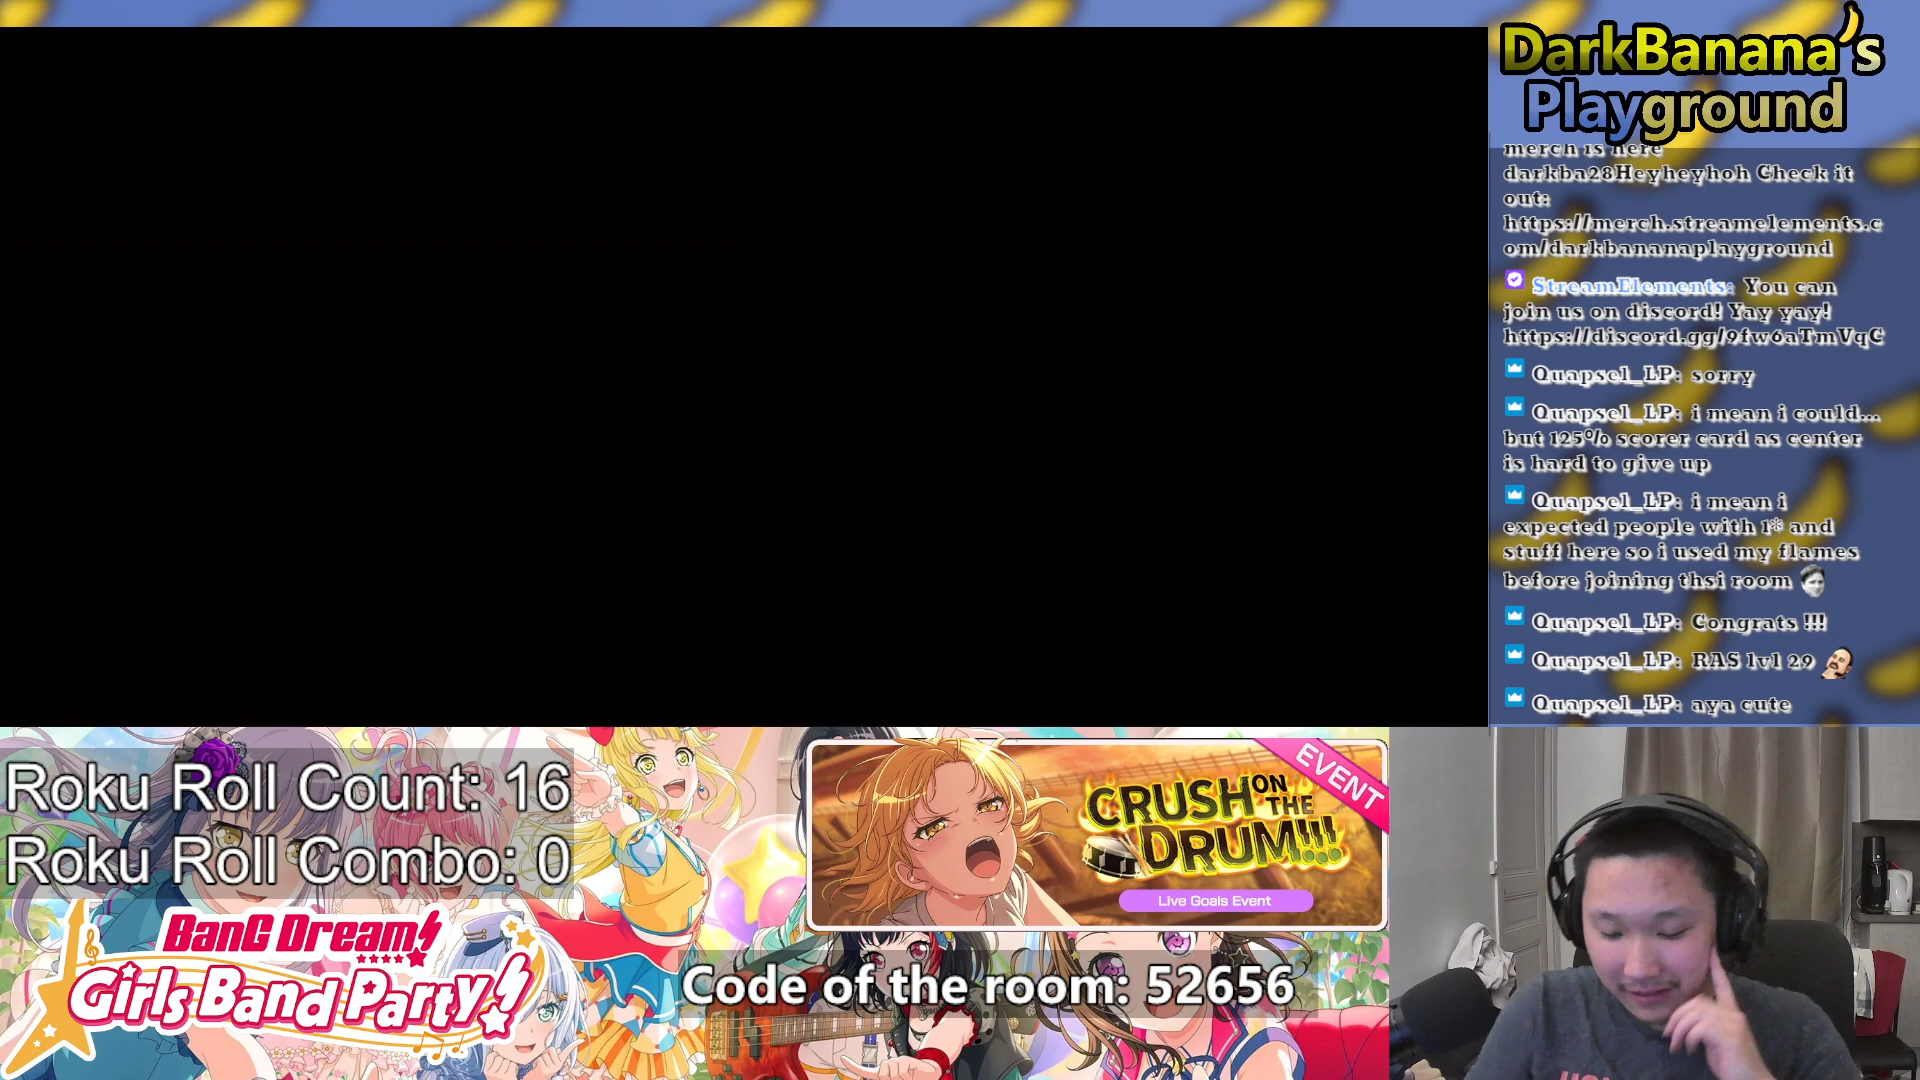 DarkBanana's
Playground
merch is here
darkba28Heyheyhoh Check it
out:
https://merch.streamelements.c
om/darkbananaplayground
StreamElements: You can
join us on discord! Yay yay!
https://discord.gg/9fw6aTmVqC
Quapsel_LP: sorry
Quapsel_LP: i mean i could...
but 125% scorer card as center
is hard to give up
Quapsel_LP: i mean i
expected people with 1* and
stuff here so i used my flames
before joining thsi room
Quapsel_LP: Congrats !!!
Quapsel_LP: RAS lvl 29
Quapsel_LP: aya cute
Roku Roll Count: 16
Roku Roll Combo: 0
BanG Dream!
Girls Band Party!
EVENT
CRUSH ON THE
DRUM!!!
Live Goals Event
Code of the room: 52656